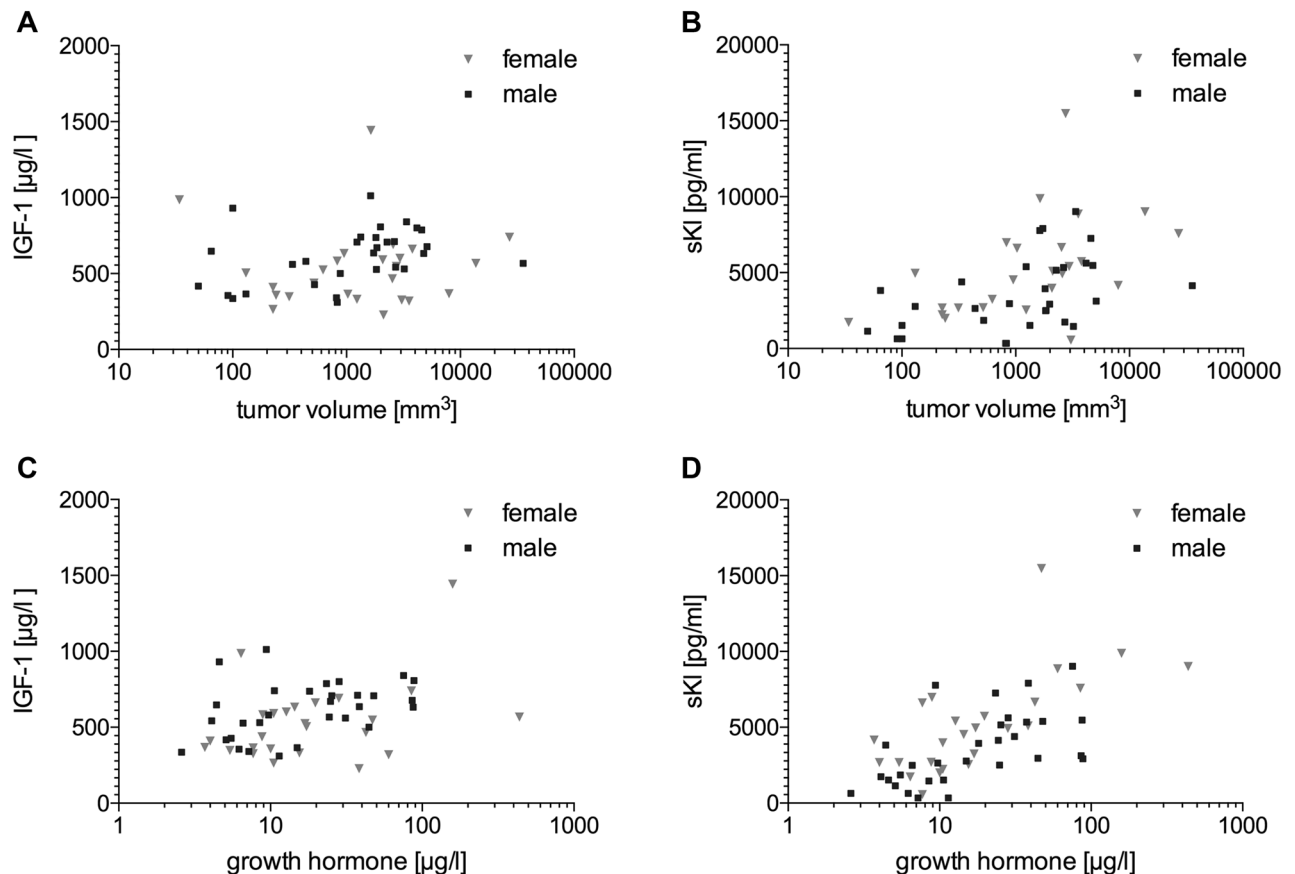 A
2000
1500
1000
500
0
IGF-1 [µg/l ]
10 100 1000 10000 100000
tumor volume [mm3]
female
male
B
20000
15000
10000
5000
0
sKl [pg/ml]
10 100 1000 10000 100000
tumor volume [mm3]
female
male
C
2000
1500
1000
500
0
IGF-1 [µg/l ]
1 10 100 1000
growth hormone [µg/l]
female
male
D
20000
15000
10000
5000
0
sKl [pg/ml]
1 10 100 1000
growth hormone [µg/l]
female
male